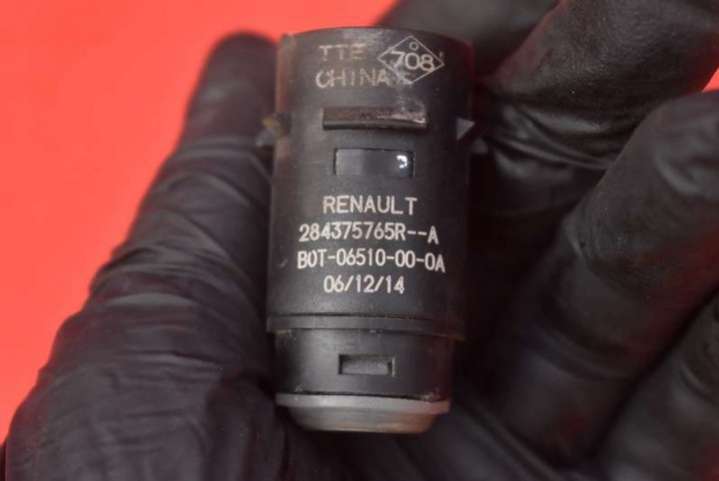 TTE 708
CHINA
RENAULT
284375765R--A
B0T-06510-00-0A
06/12/14